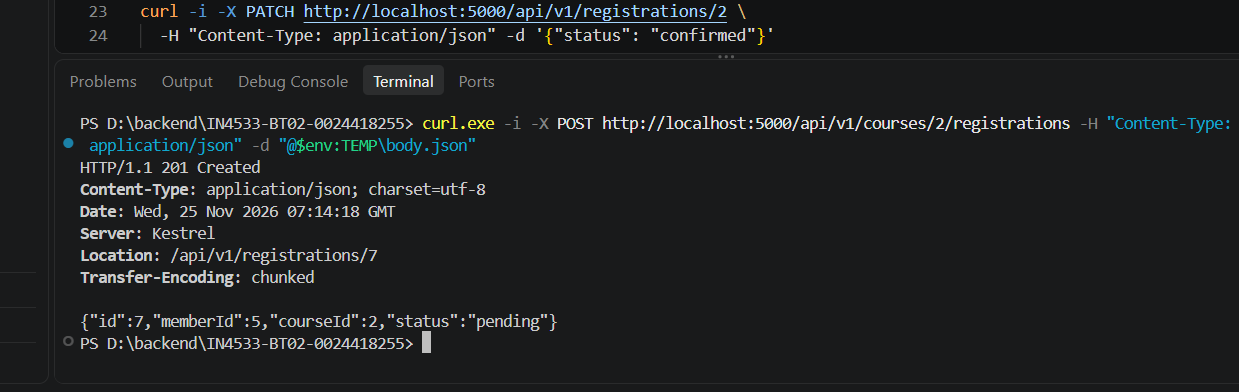 23 curl -i -X PATCH http://localhost:5000/api/v1/registrations/2 \
24 -H "Content-Type: application/json" -d '{"status": "confirmed"}'
Problems Output Debug Console Terminal Ports
PS D:\backend\IN4533-BT02-0024418255> curl.exe -i -X POST http://localhost:5000/api/v1/courses/2/registrations -H "Content-Type:
application/json" -d "@$env:TEMP\body.json"
HTTP/1.1 201 Created
Content-Type: application/json; charset=utf-8
Date: Wed, 25 Nov 2026 07:14:18 GMT
Server: Kestrel
Location: /api/v1/registrations/7
Transfer-Encoding: chunked
{"id":7,"memberId":5,"courseId":2,"status":"pending"}
PS D:\backend\IN4533-BT02-0024418255>